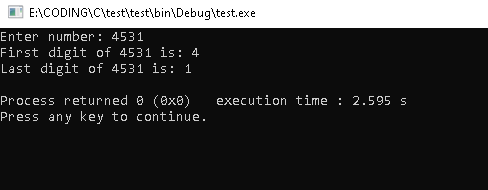 E:\CODING\C\test\test\bin\Debug\test.exe
Enter number: 4531
First digit of 4531 is: 4
Last digit of 4531 is: 1
Process returned 0 (0x0)   execution time : 2.595 s
Press any key to continue.